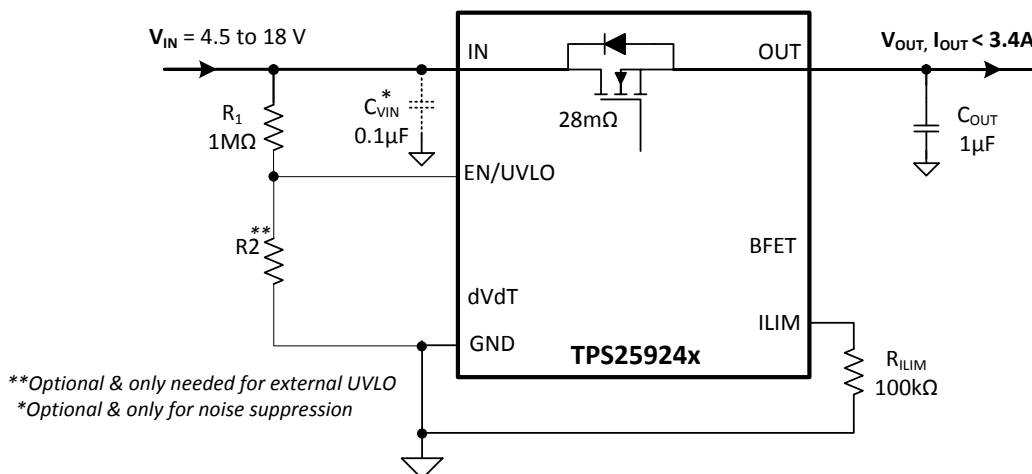 V_IN = 4.5 to 18 V
IN
OUT
V_OUT, I_OUT < 3.4A
R_1
1MΩ
C_VIN*
0.1µF
28mΩ
C_OUT
1µF
EN/UVLO
R2**
BFET
dVdT
ILIM
GND
TPS25924x
R_ILIM
100kΩ
**Optional & only needed for external UVLO
*Optional & only for noise suppression